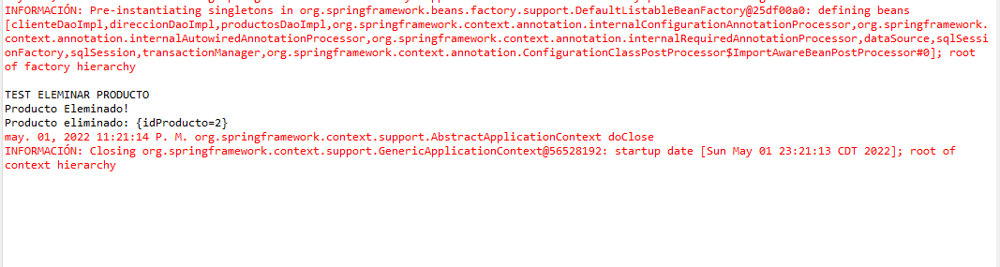 INFORMACIÓN: Pre-instantiating singletons in org.springframework.beans.factory.support.DefaultListableBeanFactory@25df00a0: defining beans
[clienteDaoImpl,direccionDaoImpl,productosDaoImpl,org.springframework.context.annotation.internalConfigurationAnnotationProcessor,org.springframework.
context.annotation.internalAutowiredAnnotationProcessor,org.springframework.context.annotation.internalRequiredAnnotationProcessor,dataSource,sqlSessi
onFactory,sqlSession,transactionManager,org.springframework.context.annotation.ConfigurationClassPostProcessor$ImportAwareBeanPostProcessor#0]; root
of factory hierarchy
TEST ELEMINAR PRODUCTO
Producto Eleminado!
Producto eliminado: {idProducto=2}
may. 01, 2022 11:21:14 P. M. org.springframework.context.support.AbstractApplicationContext doClose
INFORMACIÓN: Closing org.springframework.context.support.GenericApplicationContext@56528192: startup date [Sun May 01 23:21:13 CDT 2022]; root of
context hierarchy